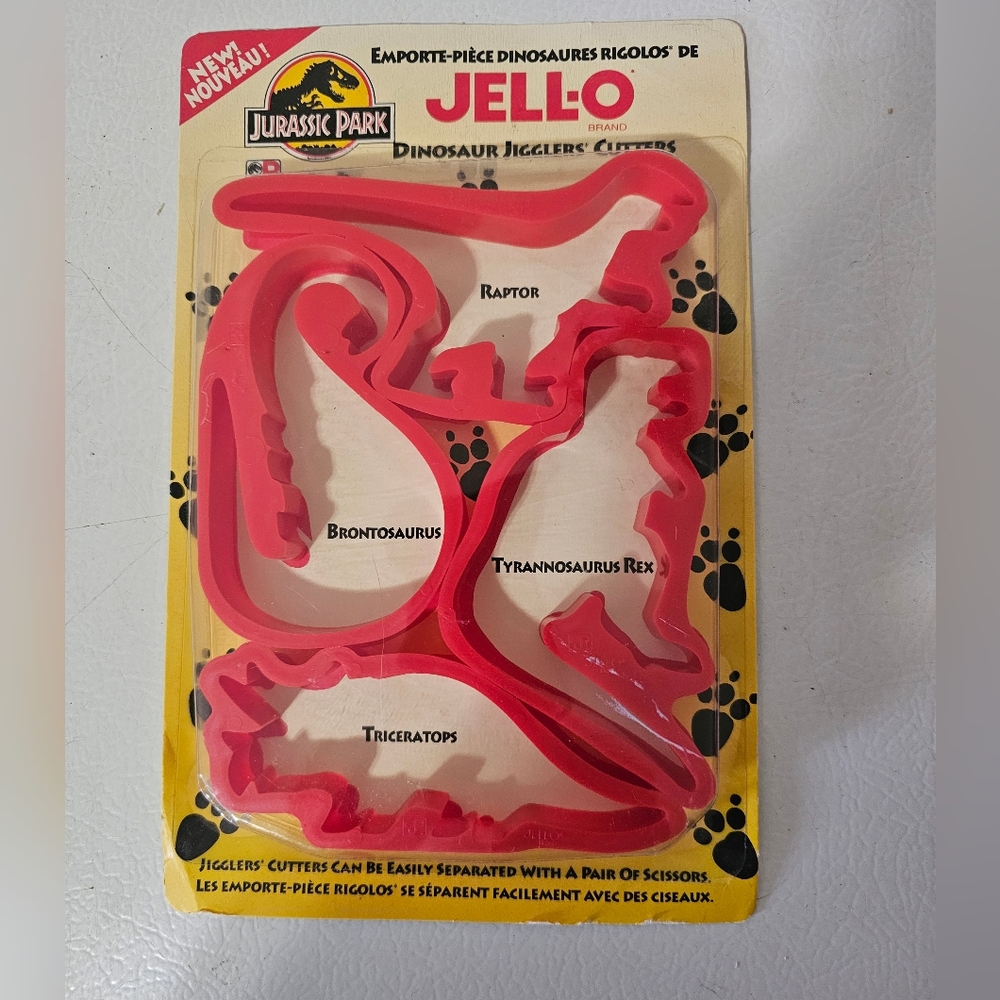 NEW!
NOUVEAU!
JURASSIC PARK
EMPORTE-PIÈCE DINOSAURES RIGOLOS* DE
JELL-O
BRAND
DINOSAUR JIGGLERS* CUTTERS
RAPTOR
BRONTOSAURUS
TYRANNOSAURUS REX
TRICERATOPS
JELL-O
JIGGLERS* CUTTERS CAN BE EASILY SEPARATED WITH A PAIR OF SCISSORS.
LES EMPORTE-PIÈCE RIGOLOS* SE SÉPARENT FACILEMENT AVEC DES CISEAUX.